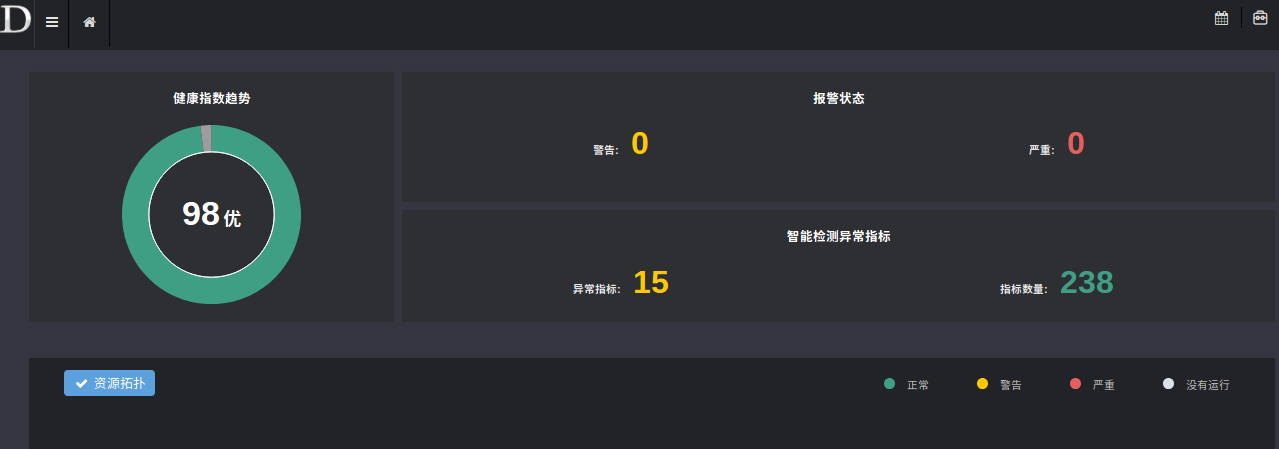 D
健康指数趋势
98 优
报警状态
警告: 0
严重: 0
智能检测异常指标
异常指标: 15
指标数量: 238
资源拓扑
正常
警告
严重
没有运行